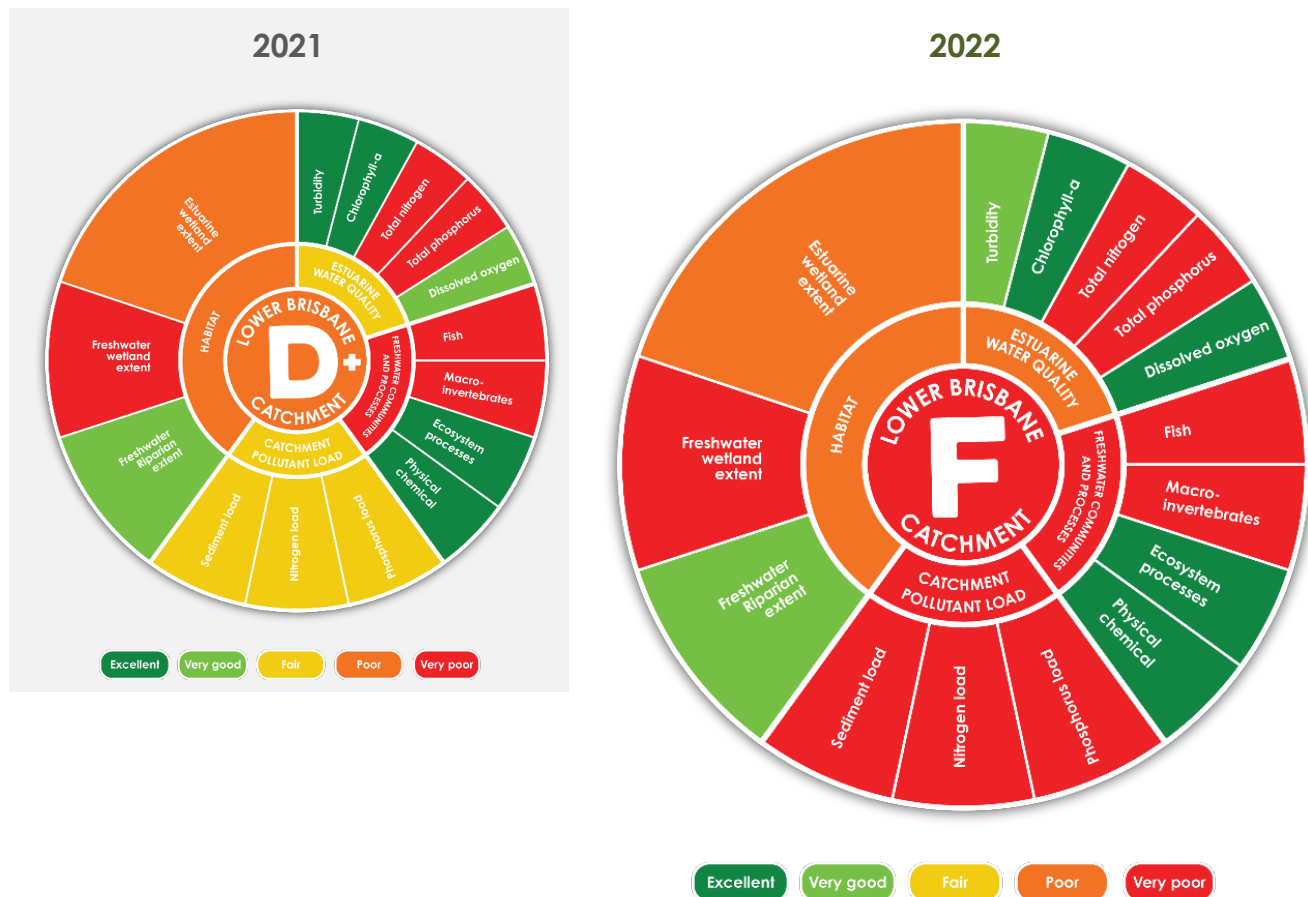 2021
Turbidity
Chlorophyll-a
Total nitrogen
Total phosphorus
Dissolved oxygen
Fish
Macro-
invertebrates
Ecosystem
processes
Physical
chemical
Phosphorus load
Nitrogen load
Sediment load
Freshwater
Riparian
extent
Freshwater
wetland
extent
Estuarine
wetland
extent
ESTUARINE
WATER QUALITY
FRESHWATER COMMUNITIES
AND PROCESSES
CATCHMENT
POLLUTANT LOAD
HABITAT
LOWER BRISBANE
D+
CATCHMENT
Excellent
Very good
Fair
Poor
Very poor
2022
Turbidity
Chlorophyll-a
Total nitrogen
Total phosphorus
Dissolved oxygen
Fish
Macro-
invertebrates
Ecosystem
processes
Physical
chemical
Phosphorus load
Nitrogen load
Sediment load
Freshwater
Riparian
extent
Freshwater
wetland
extent
Estuarine
wetland
extent
ESTUARINE
WATER QUALITY
FRESHWATER COMMUNITIES
AND PROCESSES
CATCHMENT
POLLUTANT LOAD
HABITAT
LOWER BRISBANE
F
CATCHMENT
Excellent
Very good
Fair
Poor
Very poor